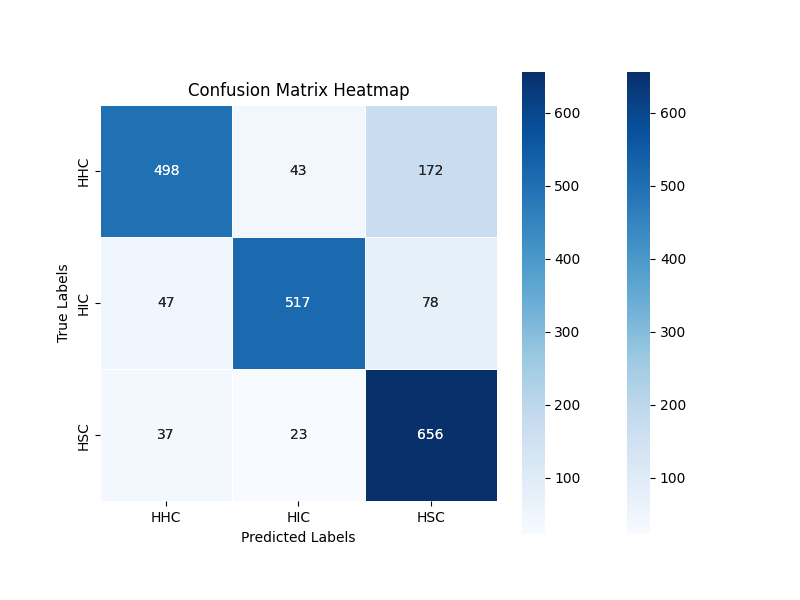 Confusion Matrix Heatmap
True Labels
HHC 498 43 172
HIC 47 517 78
HSC 37 23 656
HHC HIC HSC
Predicted Labels
600
500
400
300
200
100
600
500
400
300
200
100